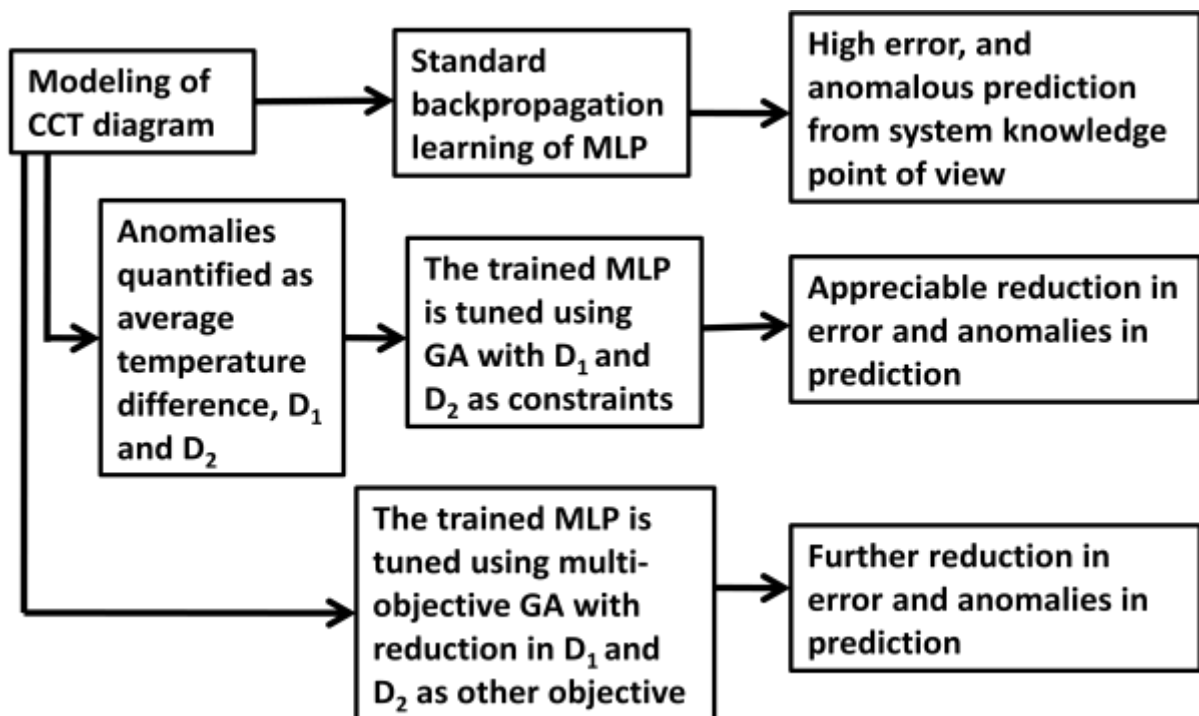 Modeling of
CCT diagram
Standard
backpropagation
learning of MLP
High error, and
anomalous prediction
from system knowledge
point of view
Anomalies
quantified as
average
temperature
difference, D₁
and D₂
The trained MLP
is tuned using
GA with D₁ and
D₂ as constraints
Appreciable reduction in
error and anomalies in
prediction
The trained MLP is
tuned using multi-
objective GA with
reduction in D₁ and
D₂ as other objective
Further reduction in
error and anomalies in
prediction